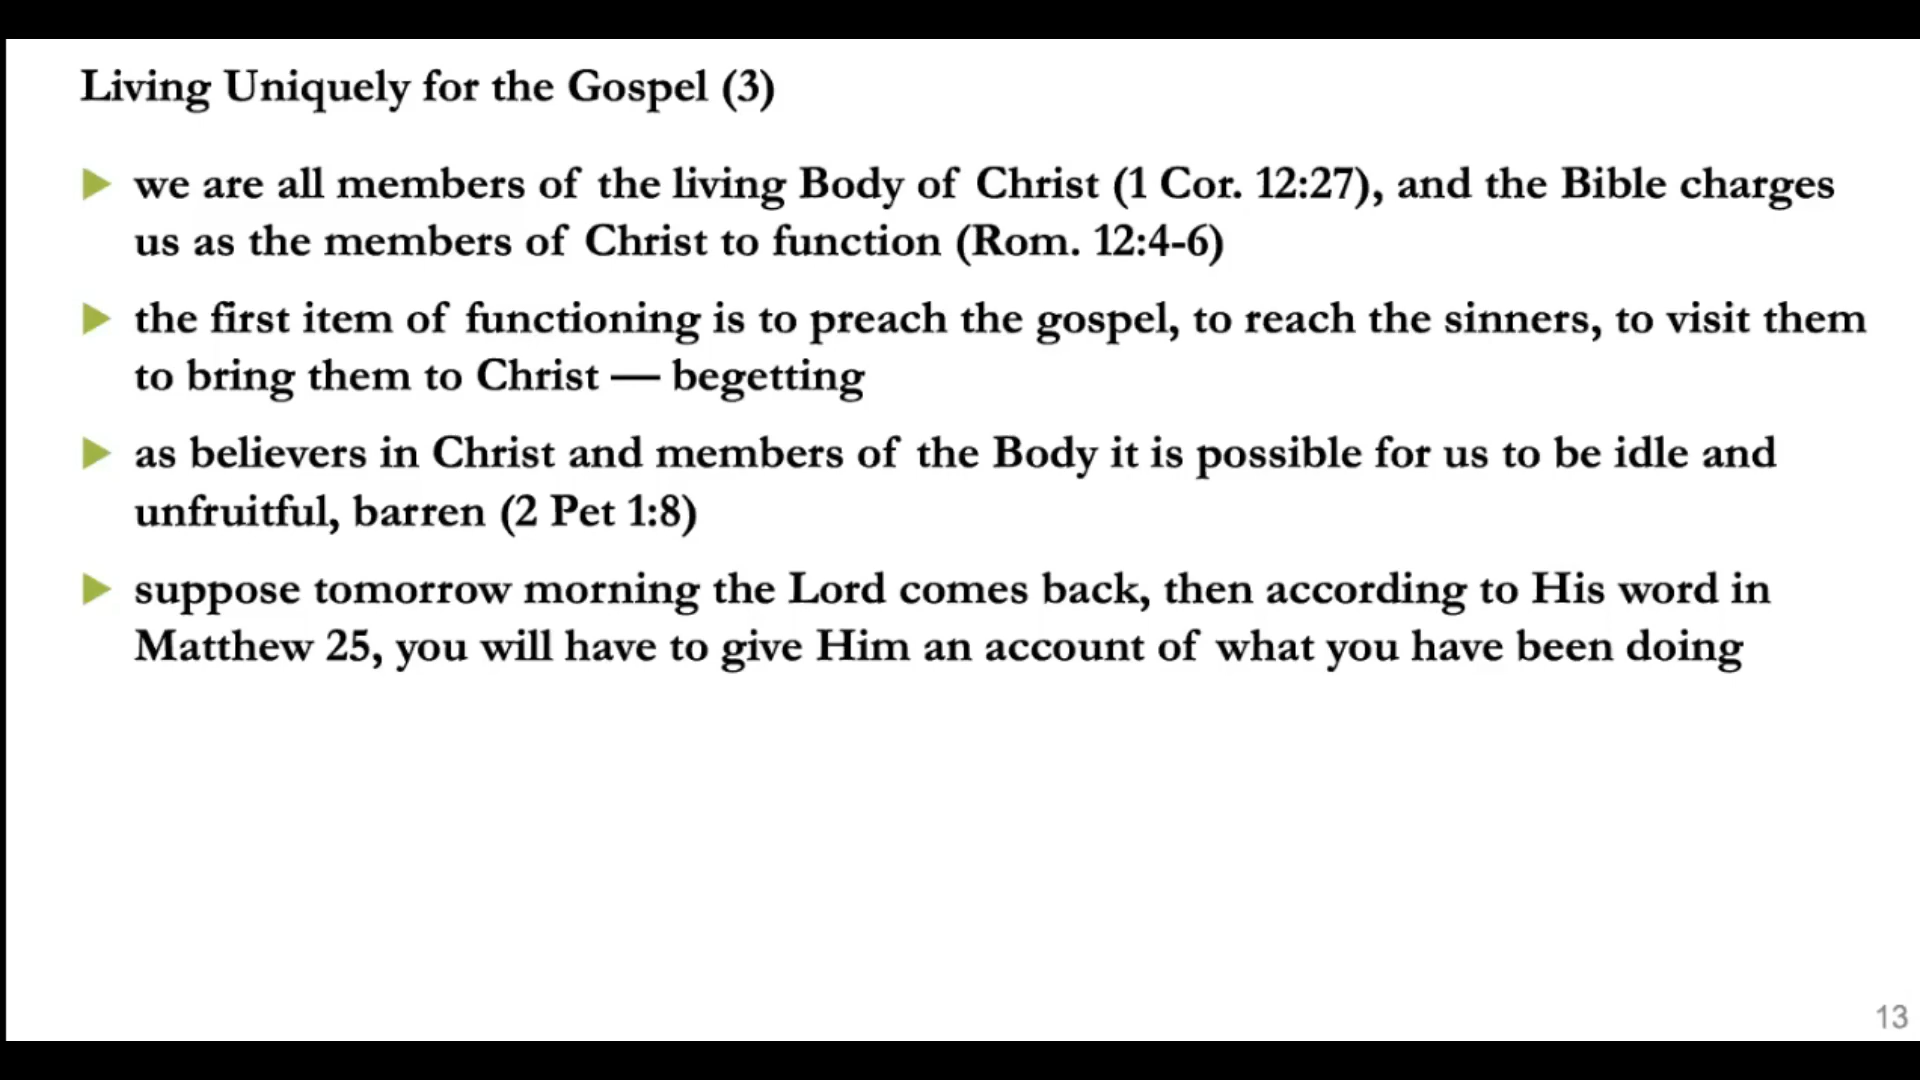 Living Uniquely for the Gospel (3)
we are all members of the living Body of Christ (1 Cor. 12:27), and the Bible charges
us as the members of Christ to function (Rom. 12:4-6)
the first item of functioning is to preach the gospel, to reach the sinners, to visit them
to bring them to Christ — begetting
as believers in Christ and members of the Body it is possible for us to be idle and
unfruitful, barren (2 Pet 1:8)
suppose tomorrow morning the Lord comes back, then according to His word in
Matthew 25, you will have to give Him an account of what you have been doing
13